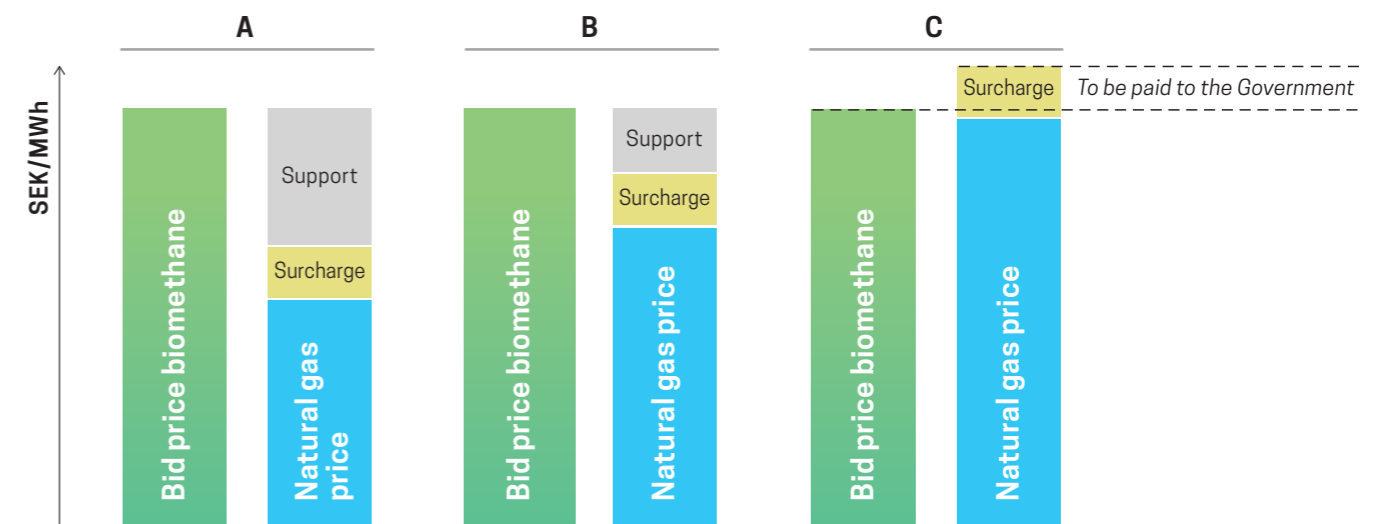 A
B
C
SEK/MWh
Bid price biomethane
Support
Surcharge
Natural gas
price
Bid price biomethane
Support
Surcharge
Natural gas price
Bid price biomethane
Surcharge
Natural gas price
To be paid to the Government